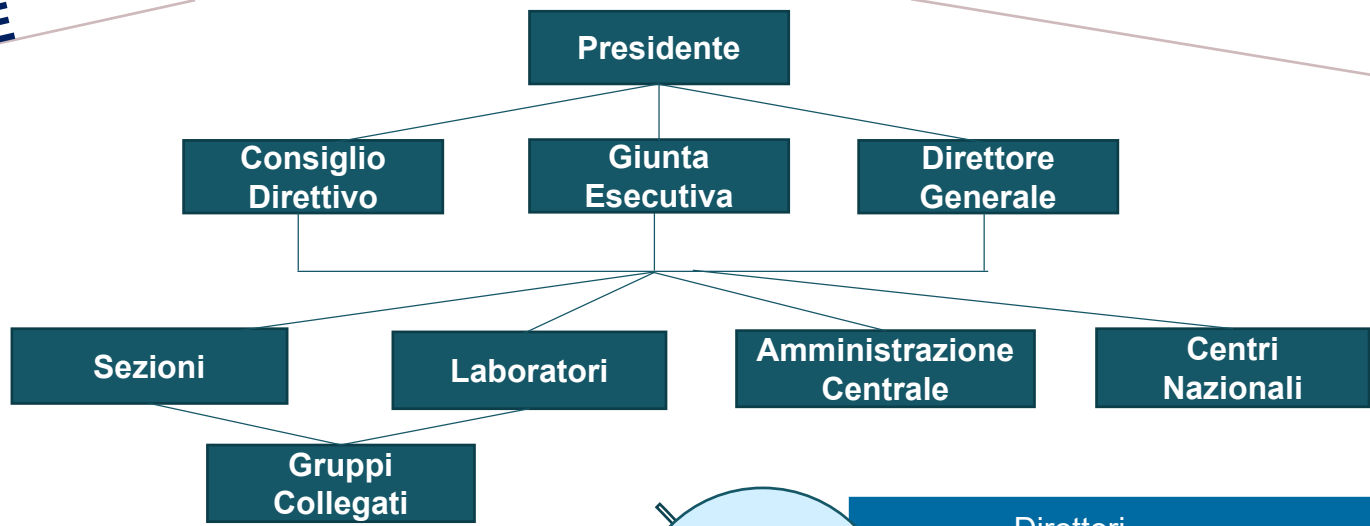 Presidente
Consiglio
Direttivo
Giunta
Esecutiva
Direttore
Generale
Sezioni
Laboratori
Amministrazione
Centrale
Centri
Nazionali
Gruppi
Collegati